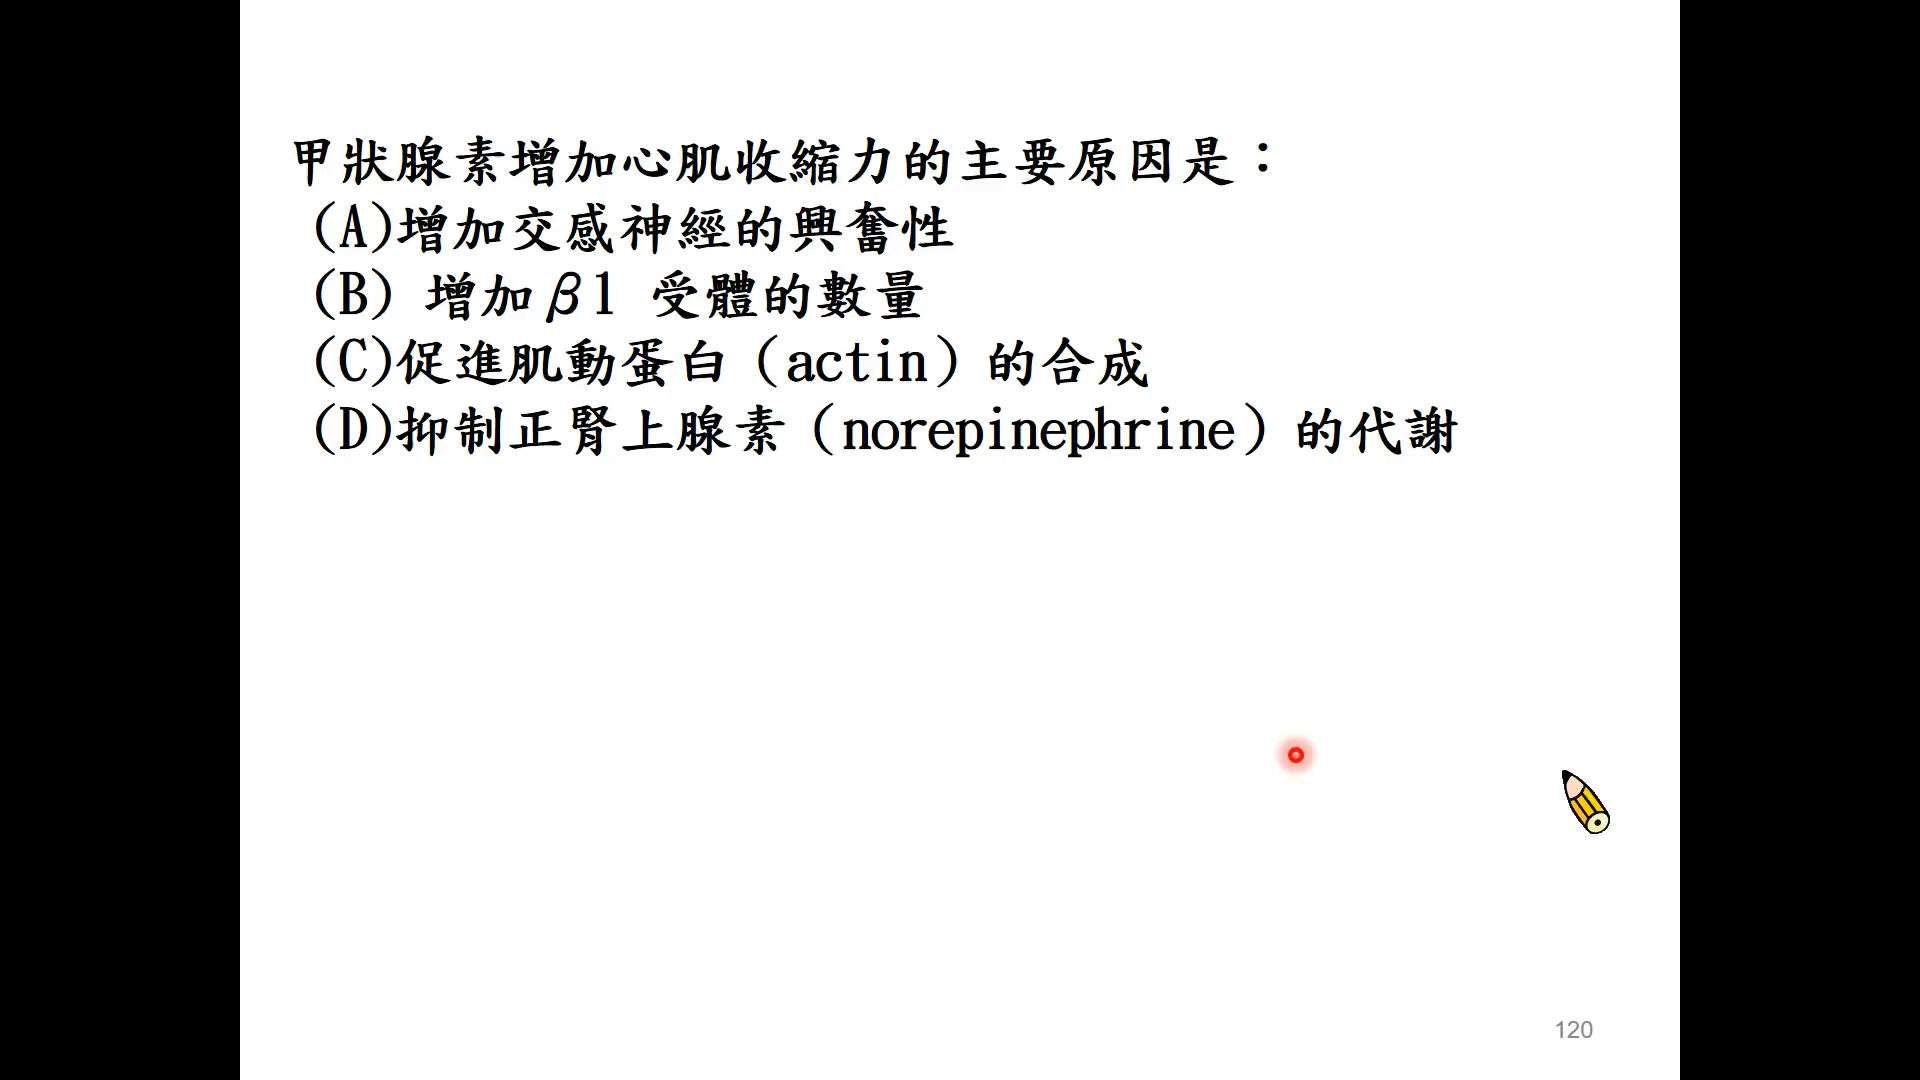 甲狀腺素增加心肌收縮力的主要原因是：
(A)增加交感神經的興奮性
(B) 增加β1 受體的數量
(C)促進肌動蛋白（actin）的合成
(D)抑制正腎上腺素（norepinephrine）的代謝
120